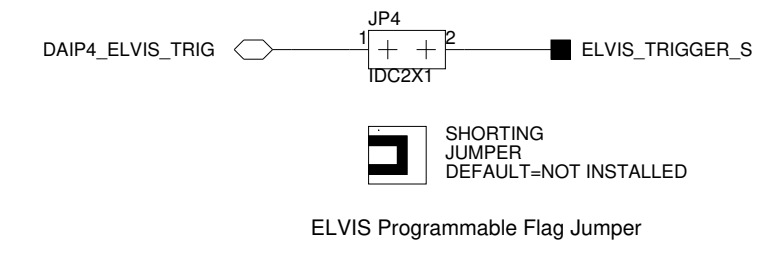 JP4
DAIP4_ELVIS_TRIG 1 2 ELVIS_TRIGGER_S
IDC2X1
SHORTING
JUMPER
DEFAULT=NOT INSTALLED
ELVIS Programmable Flag Jumper